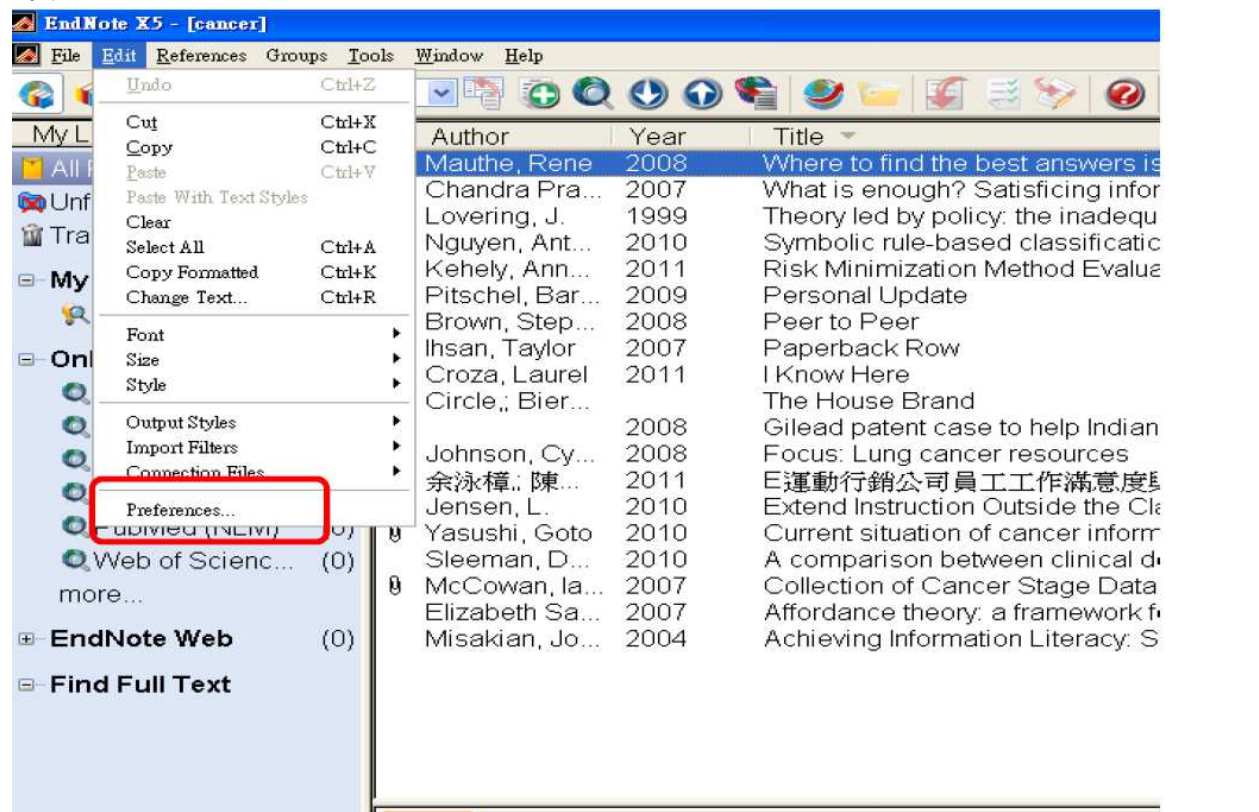 EndNote X5 - [cancer]
File Edit References Groups Tools Window Help
Undo Ctrl+Z
Cut Ctrl+X
Copy Ctrl+C
Paste Ctrl+V
Paste With Text Styles
Clear
Select All Ctrl+A
Copy Formatted Ctrl+K
Change Text... Ctrl+R
Font
Size
Style
Output Styles
Import Filters
Connection Files
Preferences...
My L
All
Unf
Tra
My
Onl
PubMed (NLM) (0)
Web of Scienc... (0)
more...
EndNote Web (0)
Find Full Text
Author Year Title
Mauthe, Rene 2008 Where to find the best answers is
Chandra Pra... 2007 What is enough? Satisficing infor
Lovering, J. 1999 Theory led by policy: the inadequ
Nguyen, Ant... 2010 Symbolic rule-based classificatic
Kehely, Ann... 2011 Risk Minimization Method Evalua
Pitschel, Bar... 2009 Personal Update
Brown, Step... 2008 Peer to Peer
Ihsan, Taylor 2007 Paperback Row
Croza, Laurel 2011 I Know Here
Circle,; Bier... The House Brand
2008 Gilead patent case to help Indian
Johnson, Cy... 2008 Focus: Lung cancer resources
余泳樟,; 陳... 2011 E運動行銷公司員工工作滿意度
Jensen, L. 2010 Extend Instruction Outside the Cla
Yasushi, Goto 2010 Current situation of cancer inform
Sleeman, D... 2010 A comparison between clinical d
McCowan, Ia... 2007 Collection of Cancer Stage Data
Elizabeth Sa... 2007 Affordance theory: a framework f
Misakian, Jo... 2004 Achieving Information Literacy: S